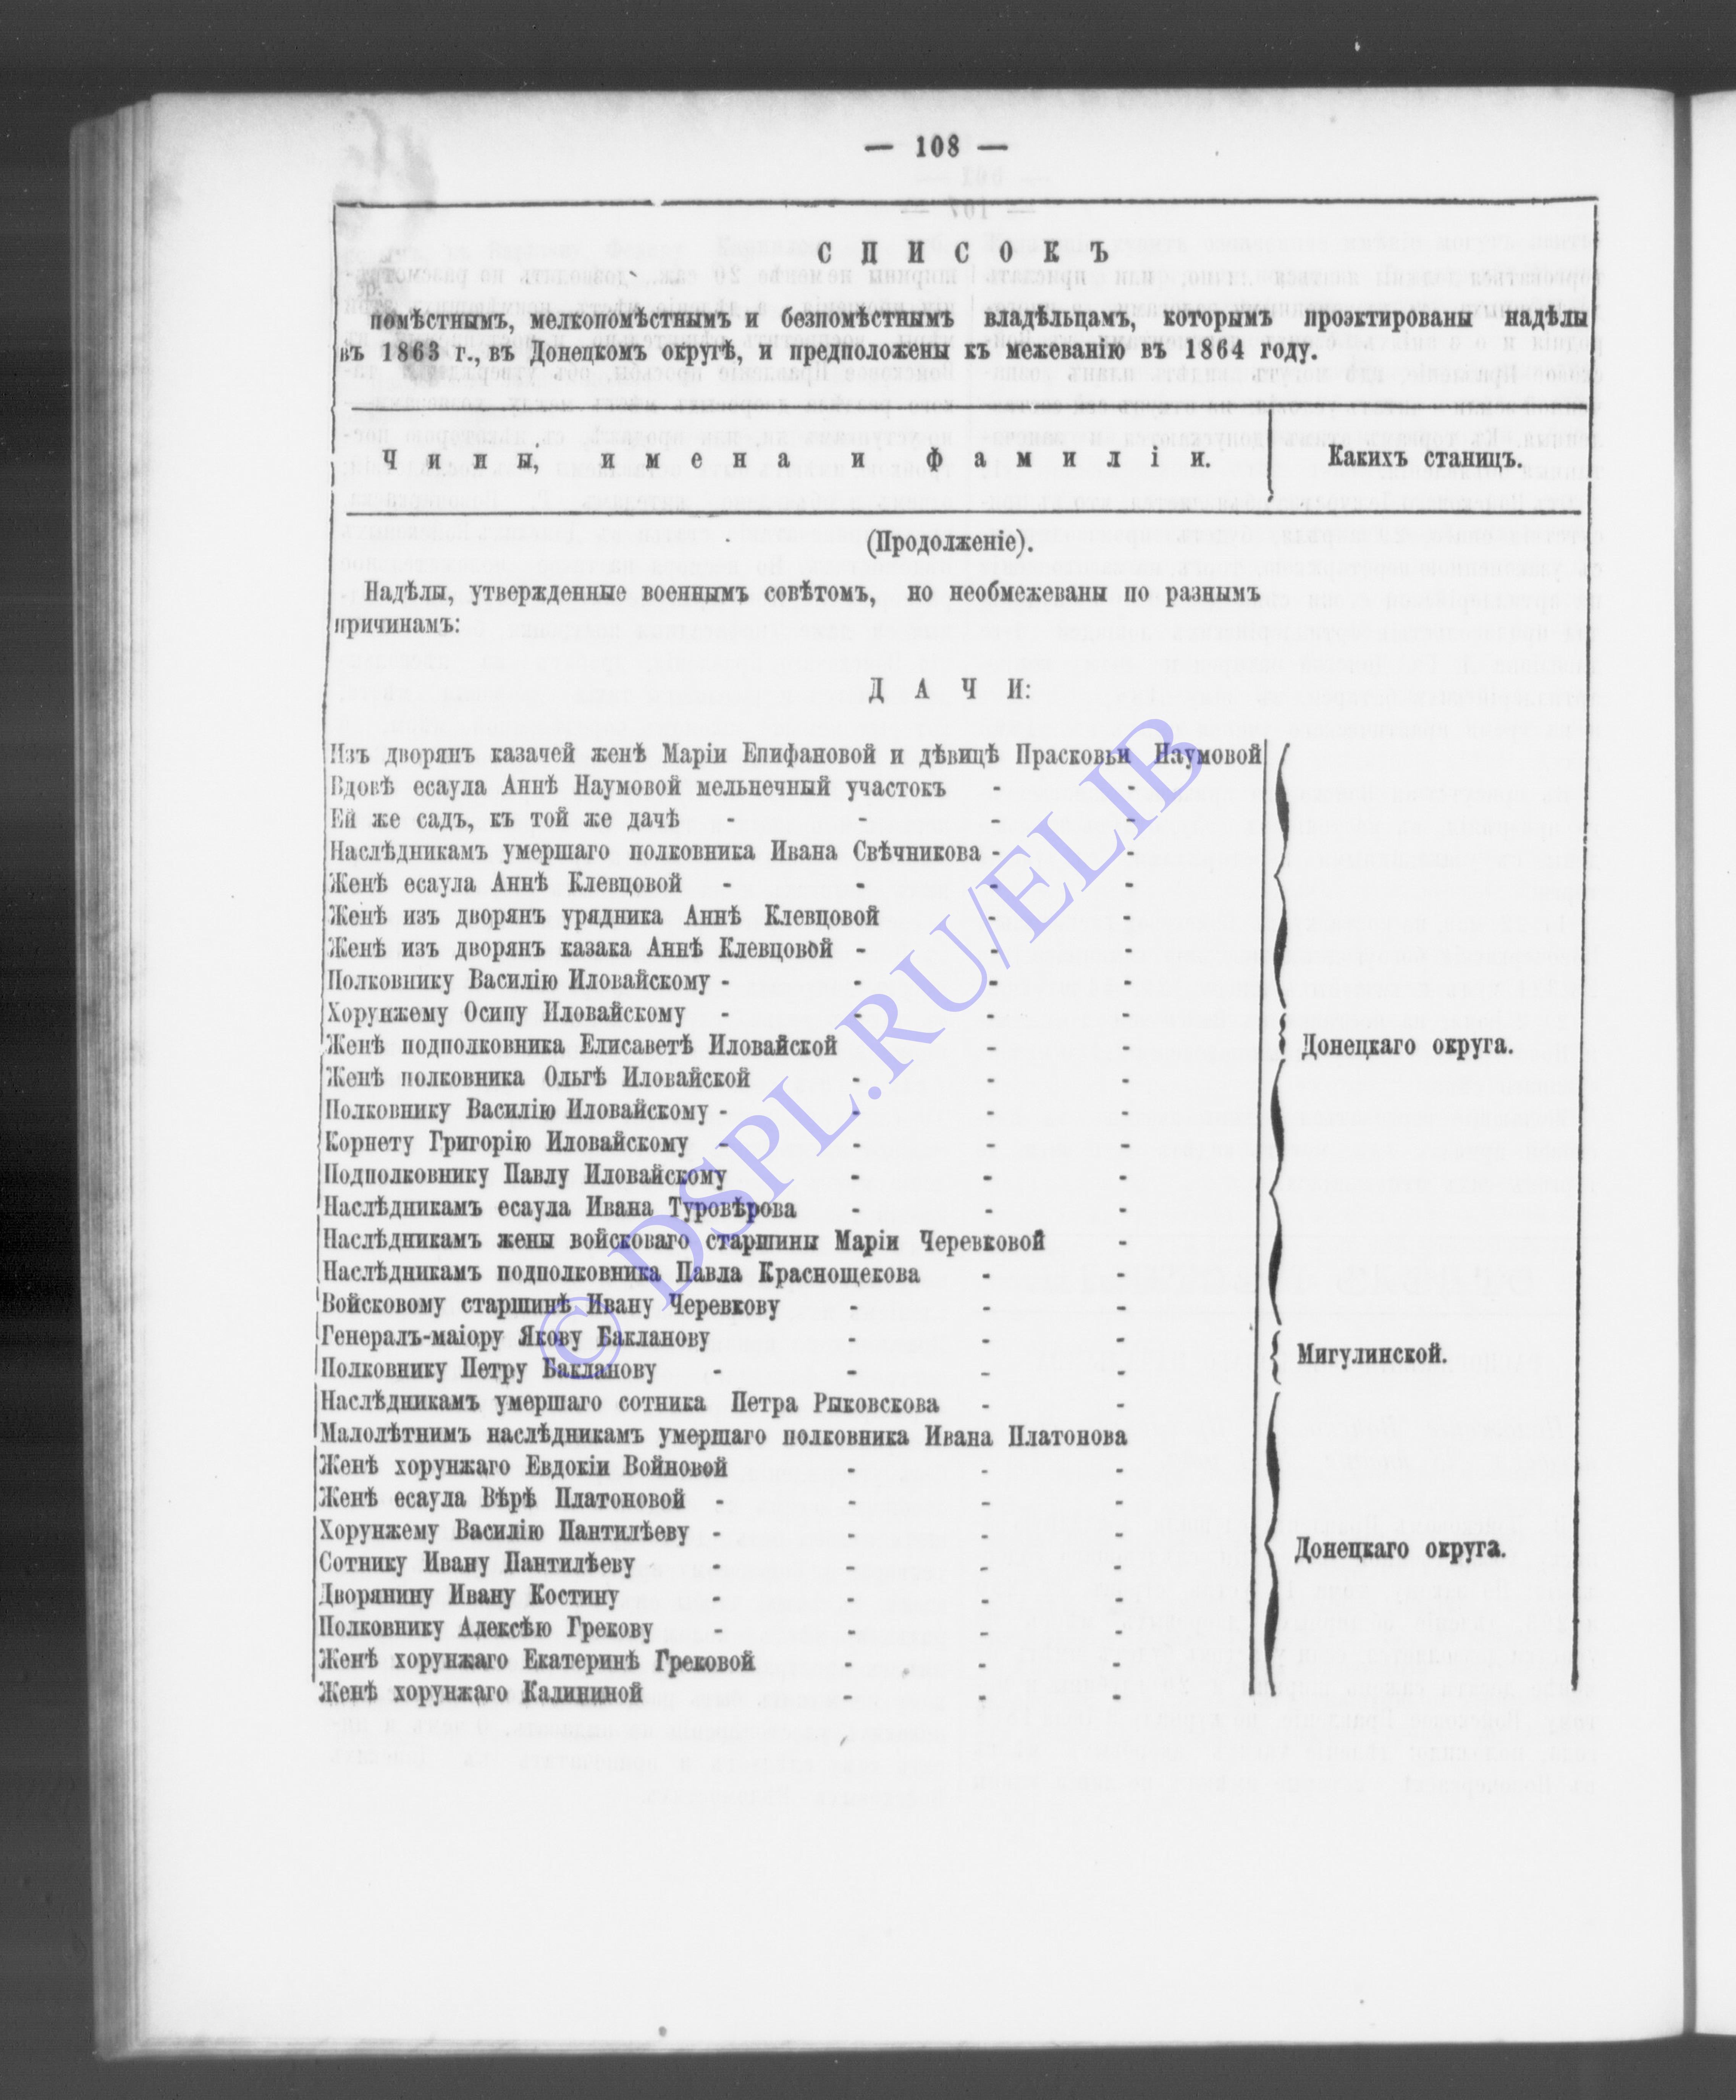 — 108 —
СПИСОКЪ
помѣстнымъ, мелкопомѣстнымъ и безпомѣстнымъ владѣльцамъ, которымъ проэктированы надѣлы
въ 1863 г., въ Донецкомъ округѣ, и предположены къ межеванію въ 1864 году.
Чины, имена и фамиліи.
Какихъ станицъ.
(Продолженіе).
Надѣлы, утвержденные военнымъ совѣтомъ, но необмежеваны по разнымъ
причинамъ:
ДАЧИ:
Изъ дворянъ казачей женѣ Маріи Епифановой и дѣвицѣ Прасковьи Наумовой
Вдовѣ есаула Аннѣ Наумовой мельнечный участокъ - -
Ей же садъ, къ той же дачѣ - - - -
Наслѣдникамъ умершаго полковника Ивана Свѣчникова - -
Женѣ есаула Аннѣ Клевцовой - - - -
Женѣ изъ дворянъ урядника Аннѣ Клевцовой - -
Женѣ изъ дворянъ казака Аннѣ Клевцовой - - -
Полковнику Василію Иловайскому - - - -
Хорунжему Осипу Иловайскому - - - -
Женѣ подполковника Елисаветѣ Иловайской - -
Донецкаго округа.
Женѣ полковника Ольгѣ Иловайской - - -
Полковнику Василію Иловайскому - - - -
Корнету Григорію Иловайскому - - - -
Подполковнику Павлу Иловайскому - - -
Наслѣдникамъ есаула Ивана Туровѣрова - - -
Наслѣдникамъ жены войсковаго старшины Маріи Черевковой -
Наслѣдникамъ подполковника Павла Краснощекова - -
Войсковому старшинѣ Ивану Черевкову - - -
Генералъ-маіору Якову Бакланову - - -
Мигулинской.
Полковнику Петру Бакланову - - - -
Наслѣдникамъ умершаго сотника Петра Рыковскова - -
Малолѣтнимъ наслѣдникамъ умершаго полковника Ивана Платонова
Женѣ хорунжаго Евдокіи Войновой - - -
Женѣ есаула Вѣрѣ Платоновой - - - -
Хорунжему Василію Пантилѣеву - - - -
Донецкаго округа.
Сотнику Ивану Пантилѣеву - - - -
Дворянину Ивану Костину - - - -
Полковнику Алексѣю Грекову - - - -
Женѣ хорунжаго Екатеринѣ Грековой - - -
Женѣ хорунжаго Калининой - - -
© DSPL.RU/ELIB